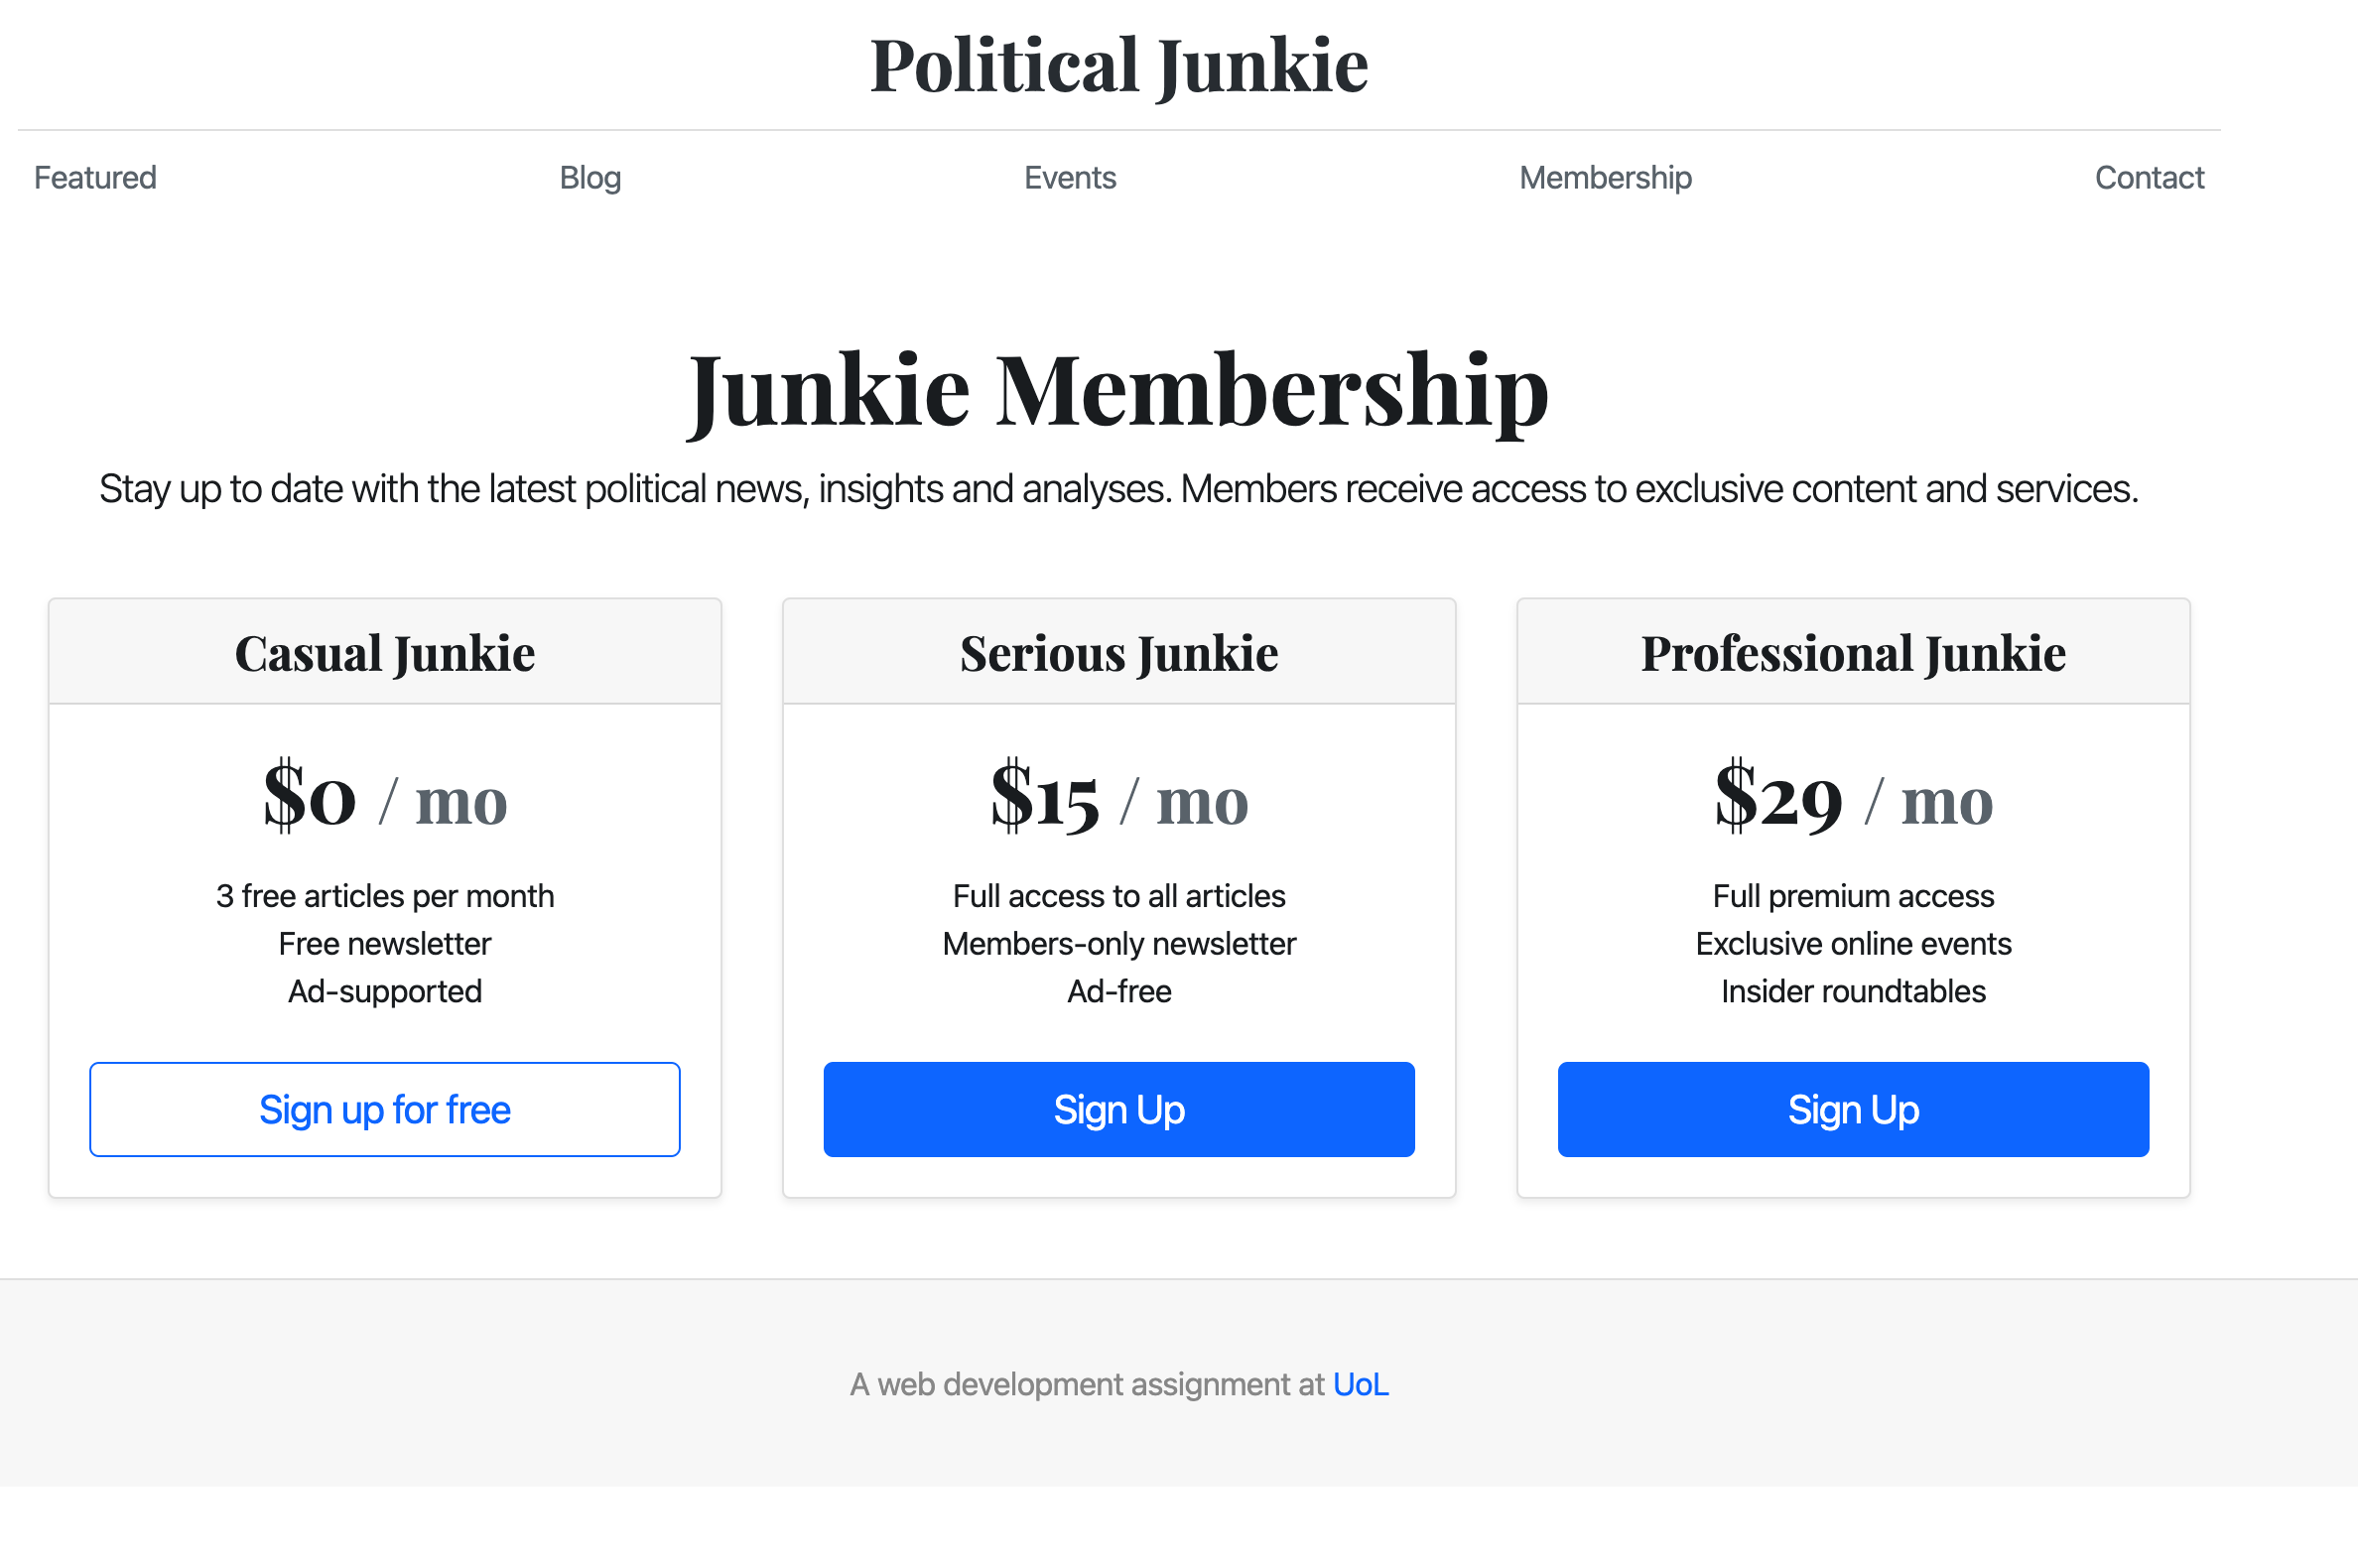 Political Junkie
Featured Blog Events Membership Contact
Junkie Membership
Stay up to date with the latest political news, insights and analyses. Members receive access to exclusive content and services.
Casual Junkie
$0 / mo
3 free articles per month
Free newsletter
Ad-supported
Sign up for free
Serious Junkie
$15 / mo
Full access to all articles
Members-only newsletter
Ad-free
Sign Up
Professional Junkie
$29 / mo
Full premium access
Exclusive online events
Insider roundtables
Sign Up
A web development assignment at UoL